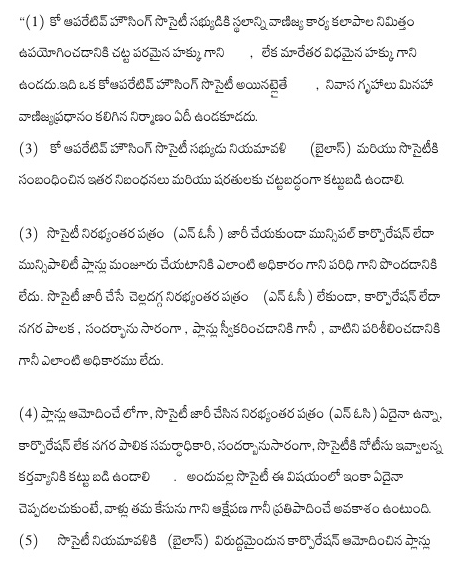 “(1) కో ఆపరేటివ్ హౌసింగ్ సొసైటీ సభ్యుడికి స్థలాన్ని వాణిజ్య కార్య కలాపాల నిమిత్తం
ఉపయోగించడానికి చట్ట పరమైన హక్కు గాని , లేక మారేతర విధమైన హక్కు గాని
ఉండదు.ఇది ఒక కోఆపరేటివ్ హౌసింగ్ సొసైటీ అయినట్లైతే , నివాస గృహాలు మినహా
వాణిజ్యప్రధానం కలిగిన నిర్మాణం ఏదీ ఉండకూడదు.
(3) కో ఆపరేటివ్ హౌసింగ్ సొసైటీ సభ్యుడు నియమావళి (బైలాస్) మరియు సొసైటీకి
సంబంధించిన ఇతర నిబంధనలు మరియు షరతులకు చట్టబద్ధంగా కట్టుబడి ఉండాలి.
(3) సొసైటీ నిరభ్యంతర పత్రం (ఎన్ ఓసీ ) జారీ చేయకుండా మున్సిపల్ కార్పొరేషన్ లేదా
మున్సిపాలిటీ ప్లాన్లు మంజూరు చేయటానికి ఎలాంటి అధికారం గాని పరిధి గాని పొందడానికి
లేదు. సొసైటీ జారీ చేసే చెల్లదగ్గ నిరభ్యంతర పత్రం (ఎన్ ఓసీ ) లేకుండా, కార్పొరేషన్ లేదా
నగర పాలక , సందర్భాను సారంగా , ప్లాన్లు స్వీకరించడానికి గానీ , వాటిని పరిశీలించడానికి
గానీ ఎలాంటి అధికారము లేదు.
(4) ప్లాన్లు ఆమోదించే లోగా, సొసైటీ జారీ చేసిన నిరభ్యంతర పత్రం (ఎన్ ఓసి) ఏదైనా ఉన్నా,
కార్పొరేషన్ లేక నగర పాలిక సమర్ధాధికారి, సందర్భానుసారంగా, సొసైటీకి నోటీసు ఇవ్వాలన్న
కర్తవ్యానికి కట్టు బడి ఉండాలి . అందువల్ల సొసైటీ ఈ విషయంలో ఇంకా ఏదైనా
చెప్పదలచుకుంటే, వాళ్లు తమ కేసును గాని ఆక్షేపణ గానీ ప్రతిపాదించే అవకాశం ఉంటుంది.
(5) సొసైటీ నియమావళికి (బైలాస్) విరుద్ధమైందున కార్పొరేషన్ ఆమోదించిన ప్లాన్లు